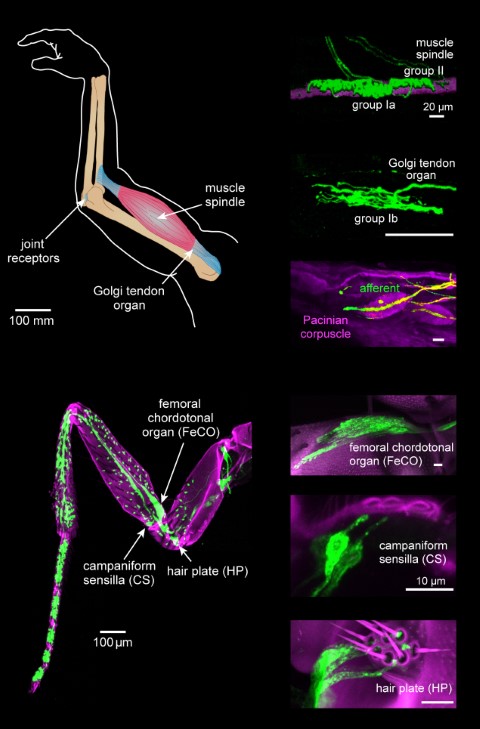 muscle
spindle
joint
receptors
Golgi tendon
organ
100 mm
muscle
spindle
group II
group Ia
20 µm
Golgi tendon
organ
group Ib
afferent
Pacinian
corpuscle
femoral
chordotonal
organ (FeCO)
campaniform
sensilla (CS)
hair plate (HP)
100 µm
femoral chordotonal
organ (FeCO)
campaniform
sensilla (CS)
10 µm
hair plate (HP)